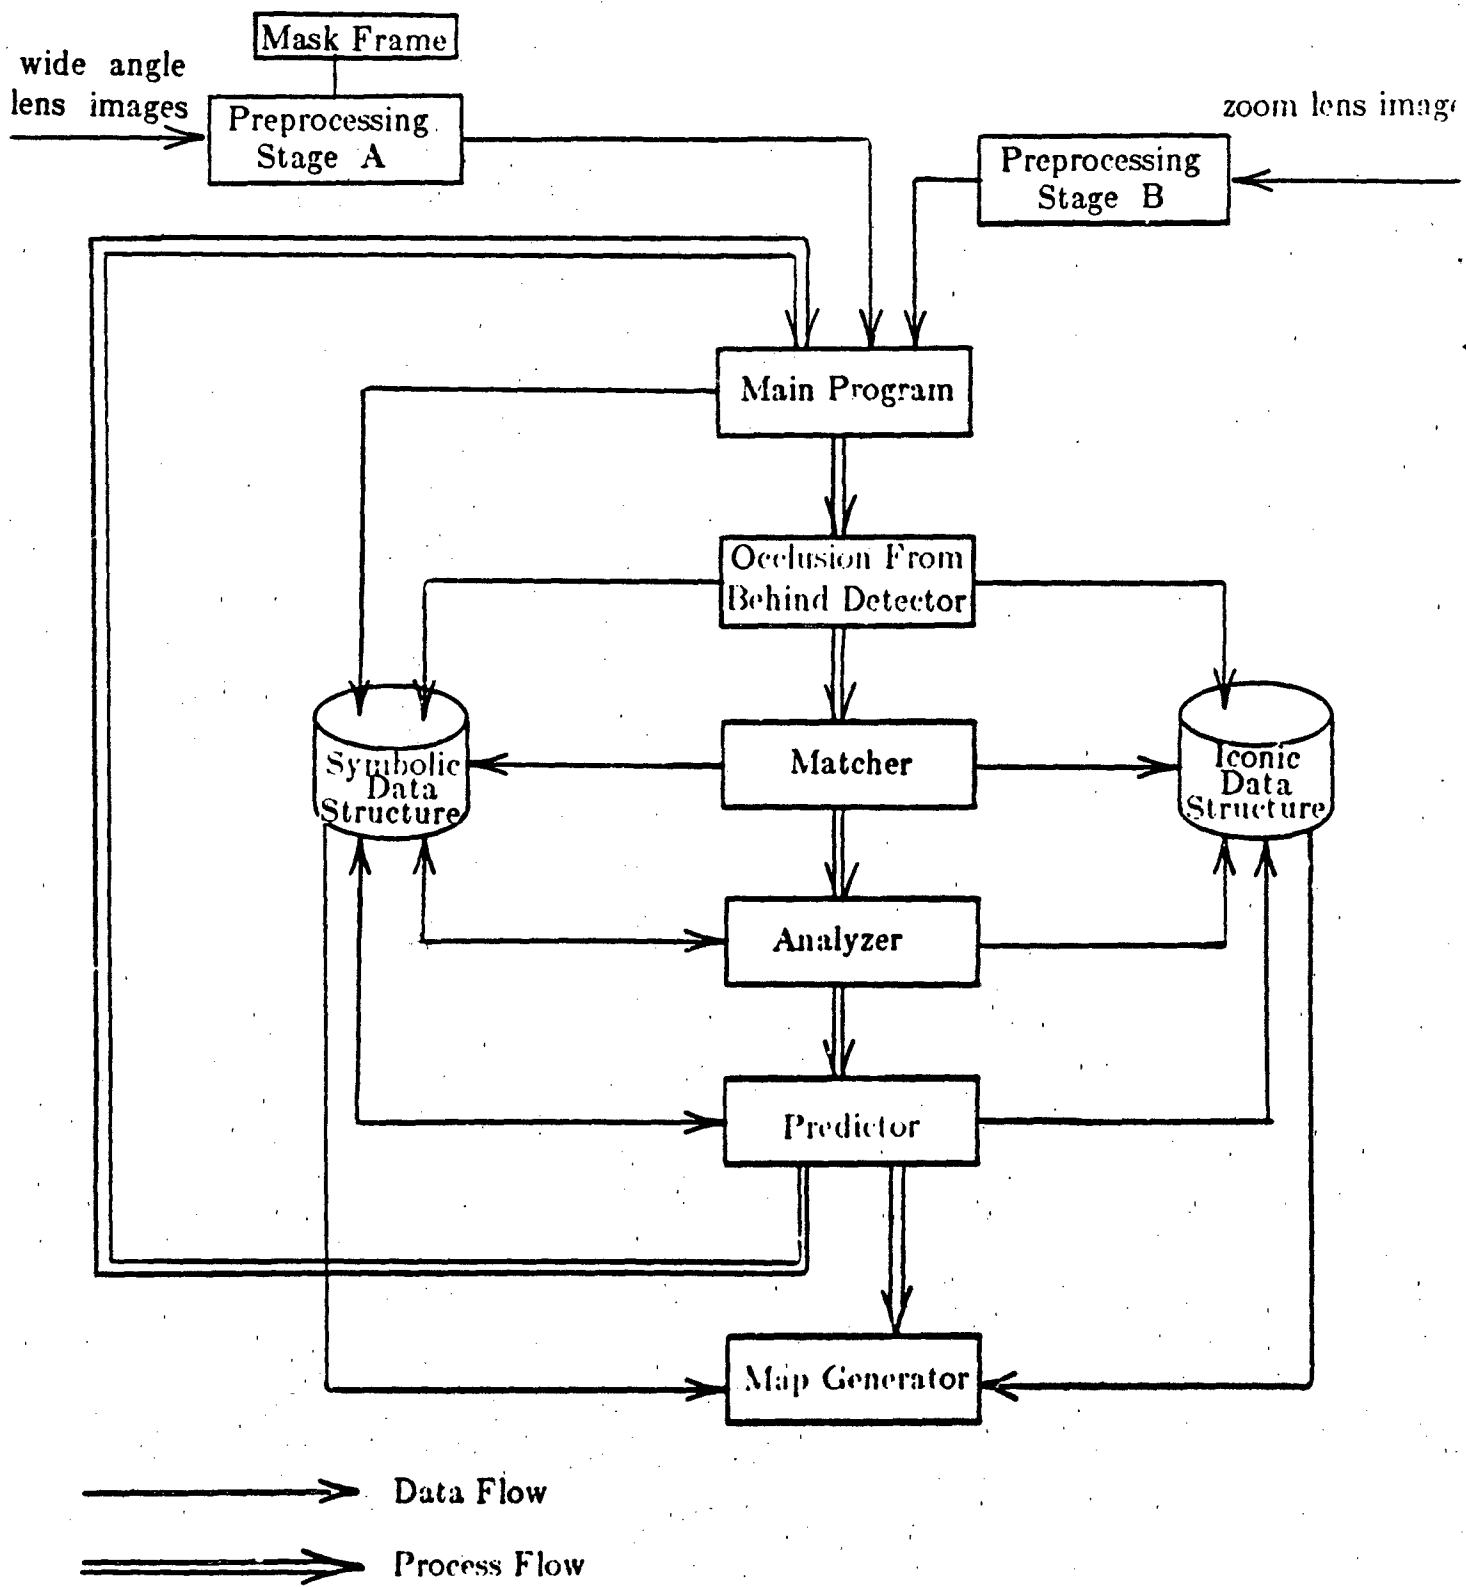 Mask Frame
wide angle
lens images
Preprocessing
Stage A
zoom lens image
Preprocessing
Stage B
Main Program
Occlusion From
Behind Detector
Symbolic
Data
Structure
Matcher
Iconic
Data
Structure
Analyzer
Predictor
Map Generator
Data Flow
Process Flow